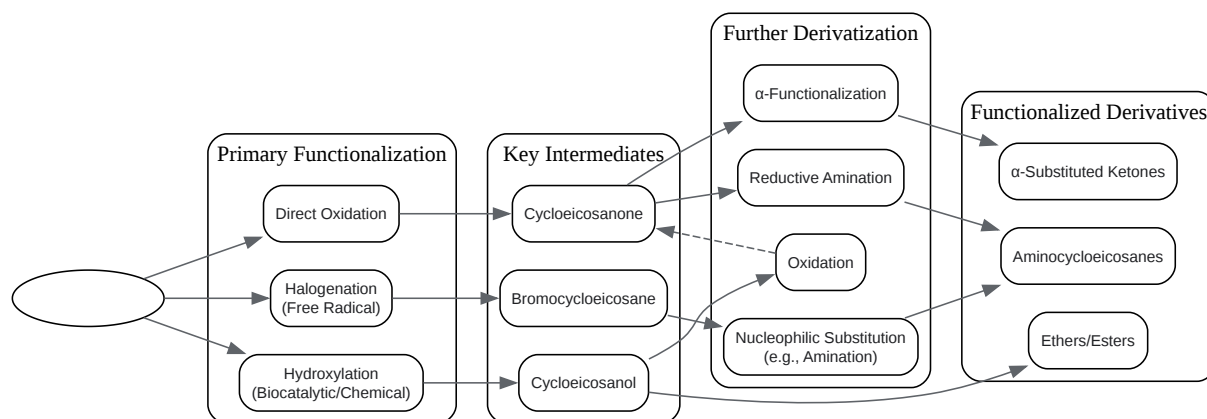 Primary Functionalization
Direct Oxidation
Halogenation
(Free Radical)
Hydroxylation
(Biocatalytic/Chemical)
Key Intermediates
Cycloeicosanone
Bromocycloeicosane
Cycloeicosanol
Further Derivatization
α-Functionalization
Reductive Amination
Oxidation
Nucleophilic Substitution
(e.g., Amination)
Functionalized Derivatives
α-Substituted Ketones
Aminocycloeicosanes
Ethers/Esters